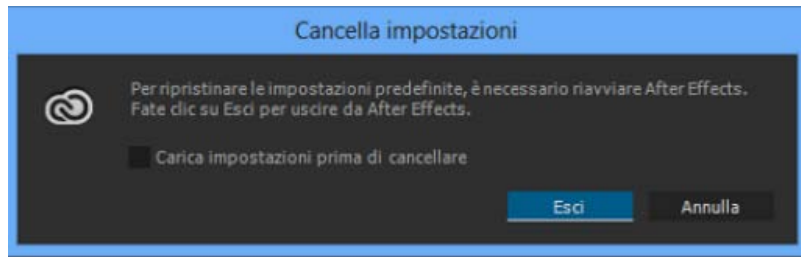 Cancella impostazioni
Per ripristinare le impostazioni predefinite, è necessario riavviare After Effects.
Fate clic su Esci per uscire da After Effects.
Carica impostazioni prima di cancellare
Esci
Annulla